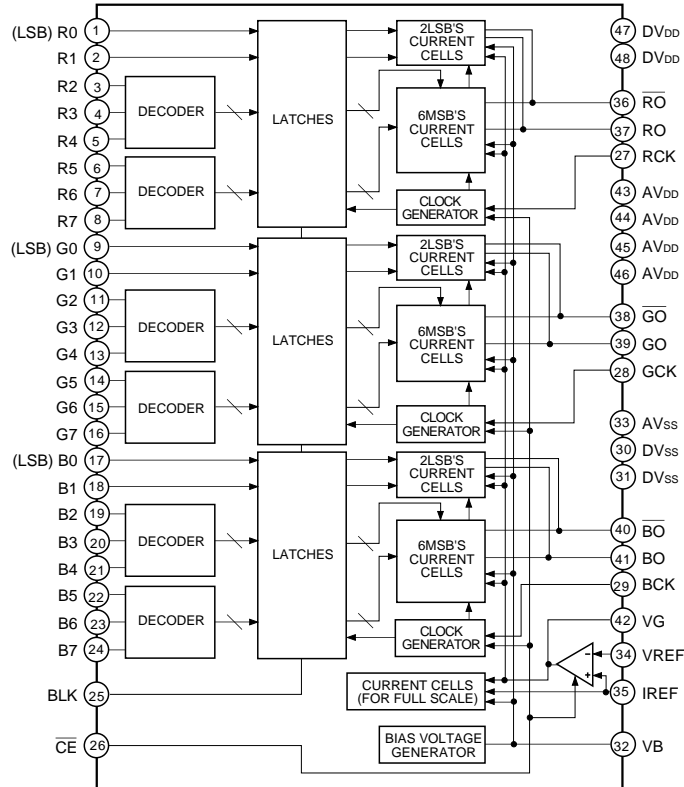 (LSB) R0 1
R1 2
R2 3
R3 4
R4 5
R5 6
R6 7
R7 8
(LSB) G0 9
G1 10
G2 11
G3 12
G4 13
G5 14
G6 15
G7 16
(LSB) B0 17
B1 18
B2 19
B3 20
B4 21
B5 22
B6 23
B7 24
BLK 25
CE 26
DECODER
DECODER
DECODER
DECODER
DECODER
DECODER
LATCHES
LATCHES
LATCHES
2LSB'S
CURRENT
CELLS
6MSB'S
CURRENT
CELLS
CLOCK
GENERATOR
2LSB'S
CURRENT
CELLS
6MSB'S
CURRENT
CELLS
CLOCK
GENERATOR
2LSB'S
CURRENT
CELLS
6MSB'S
CURRENT
CELLS
CLOCK
GENERATOR
CURRENT CELLS
(FOR FULL SCALE)
BIAS VOLTAGE
GENERATOR
47 DVDD
48 DVDD
36 RO
37 RO
27 RCK
43 AVDD
44 AVDD
45 AVDD
46 AVDD
38 GO
39 GO
28 GCK
33 AVSS
30 DVSS
31 DVSS
40 BO
41 BO
29 BCK
42 VG
− 34 VREF
+ 35 IREF
32 VB